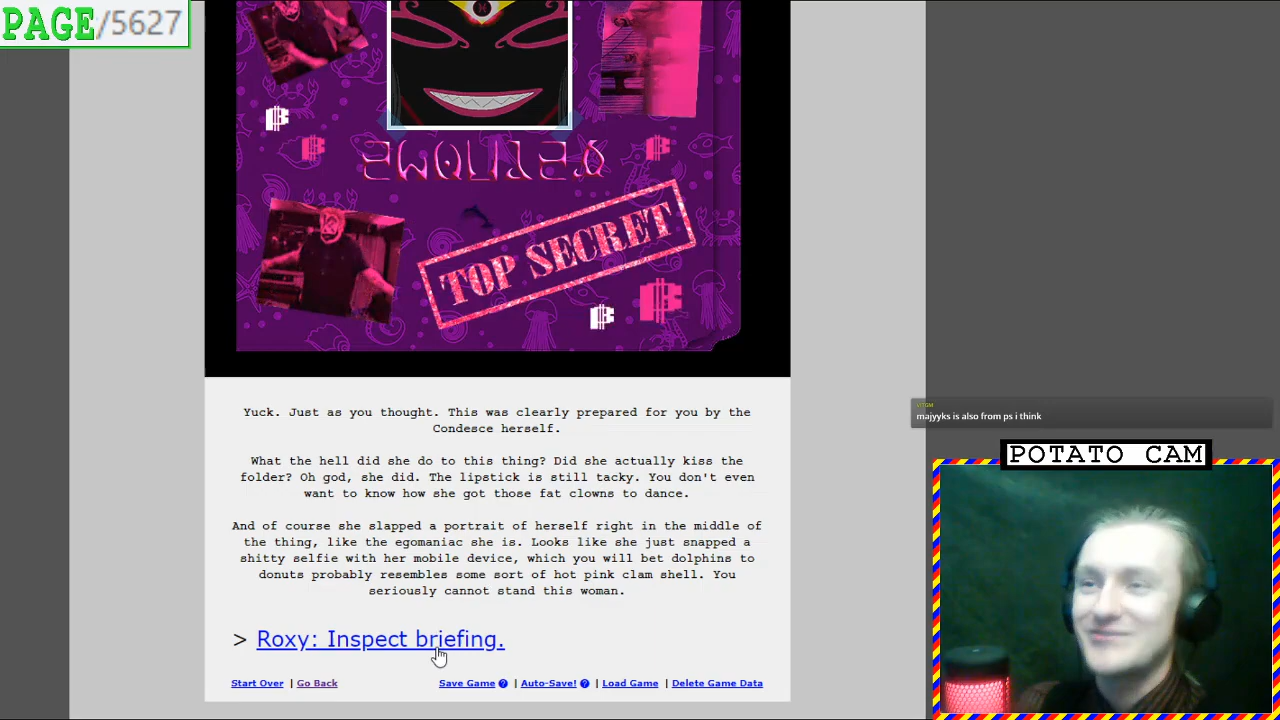 PAGE/5627
TOP SECRET
Yuck. Just as you thought. This was clearly prepared for you by the
Condesce herself.
What the hell did she do to this thing? Did she actually kiss the
folder? Oh god, she did. The lipstick is still tacky. You don't even
want to know how she got those fat clowns to dance.
And of course she slapped a portrait of herself right in the middle of
the thing, like the egomaniac she is. Looks like she just snapped a
shitty selfie with her mobile device, which you will bet dolphins to
donuts probably resembles some sort of hot pink clam shell. You
seriously cannot stand this woman.
> Roxy: Inspect briefing.
Start Over | Go Back Save Game ? | Auto-Save! ? | Load Game | Delete Game Data
majyyks is also from ps i think
POTATO CAM